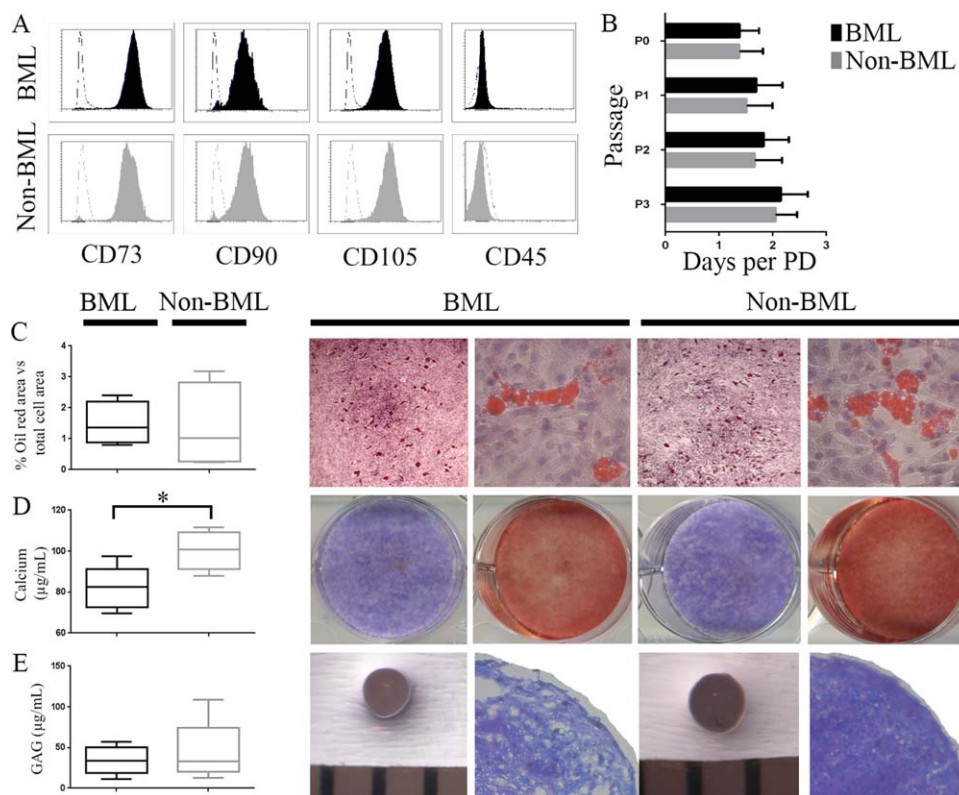 A
BML
Non-BML
CD73 CD90 CD105 CD45
B
BML
Non-BML
Passage
P0
P1
P2
P3
0 1 2 3
Days per PD
BML Non-BML
BML Non-BML
C
% Oil red area vs
total cell area
4
3
2
1
0
D
*
Calcium
(µg/mL)
120
100
80
60
E
GAG (µg/mL)
150
100
50
0